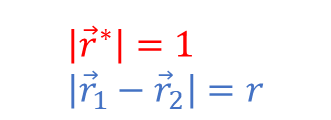 |r⃗*| = 1
|r⃗₁ − r⃗₂| = r